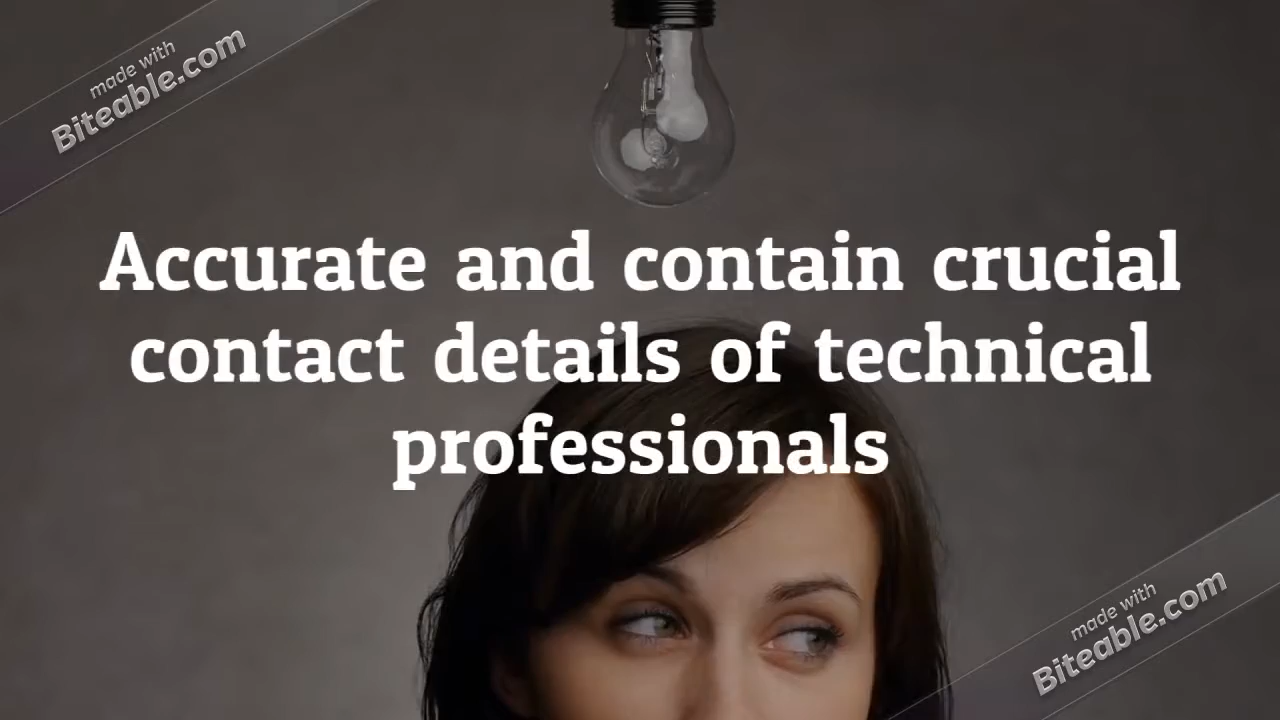 made with
Biteable.com
Accurate and contain crucial
contact details of technical
professionals
made with
Biteable.com